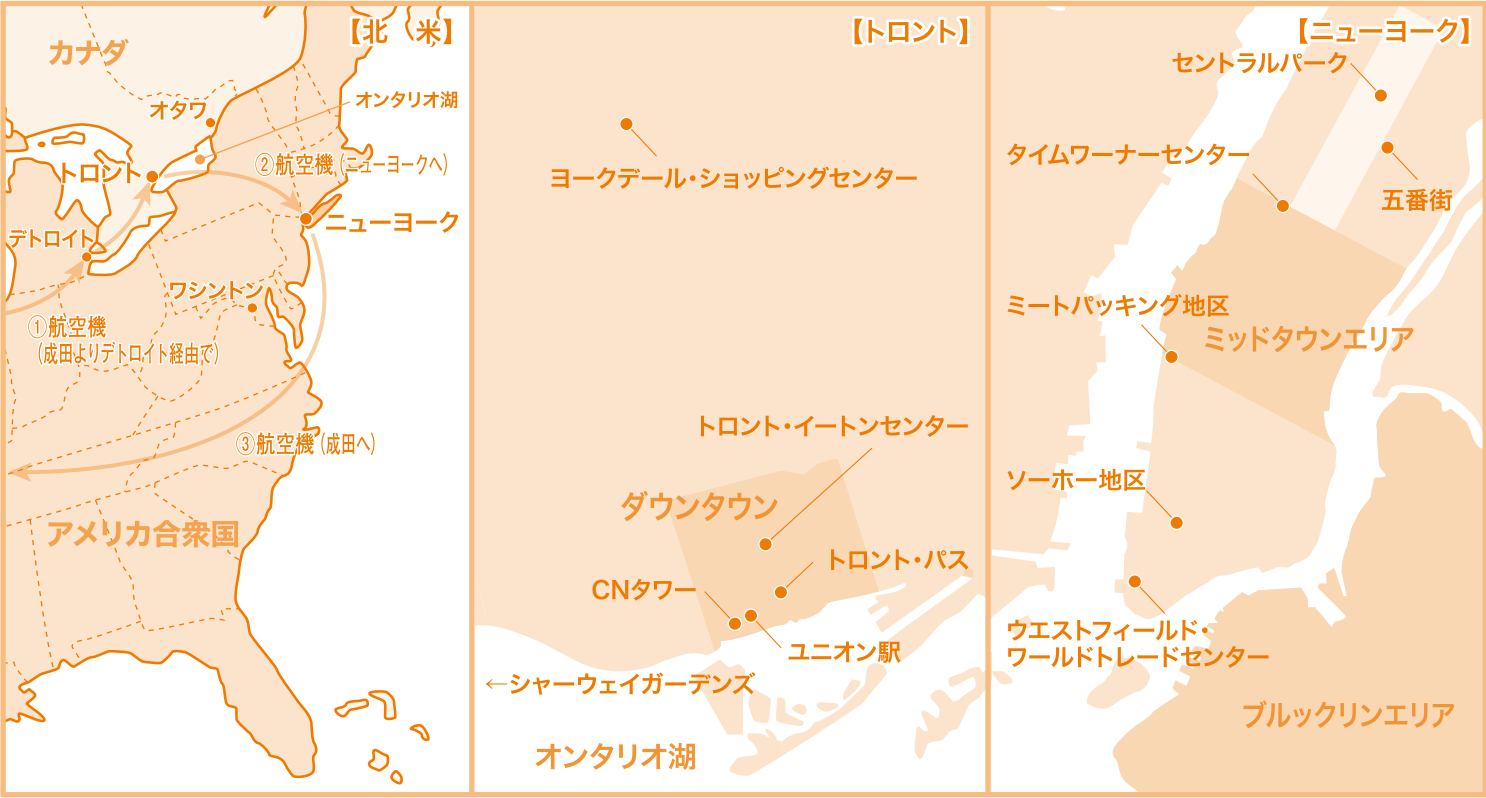 【北（米】
カナダ
オタワ
オンタリオ湖
トロント
②航空機(ニューヨークへ)
ニューヨーク
デトロイト
ワシントン
①航空機
(成田よりデトロイト経由で)
③航空機(成田へ)
アメリカ合衆国
【トロント】
ヨークデール・ショッピングセンター
トロント・イートンセンター
ダウンタウン
トロント・パス
CNタワー
ユニオン駅
←シャーウェイガーデンズ
オンタリオ湖
【ニューヨーク】
セントラルパーク
タイムワーナーセンター
五番街
ミートパッキング地区
ミッドタウンエリア
ソーホー地区
ウエストフィールド・
ワールドトレードセンター
ブルックリンエリア